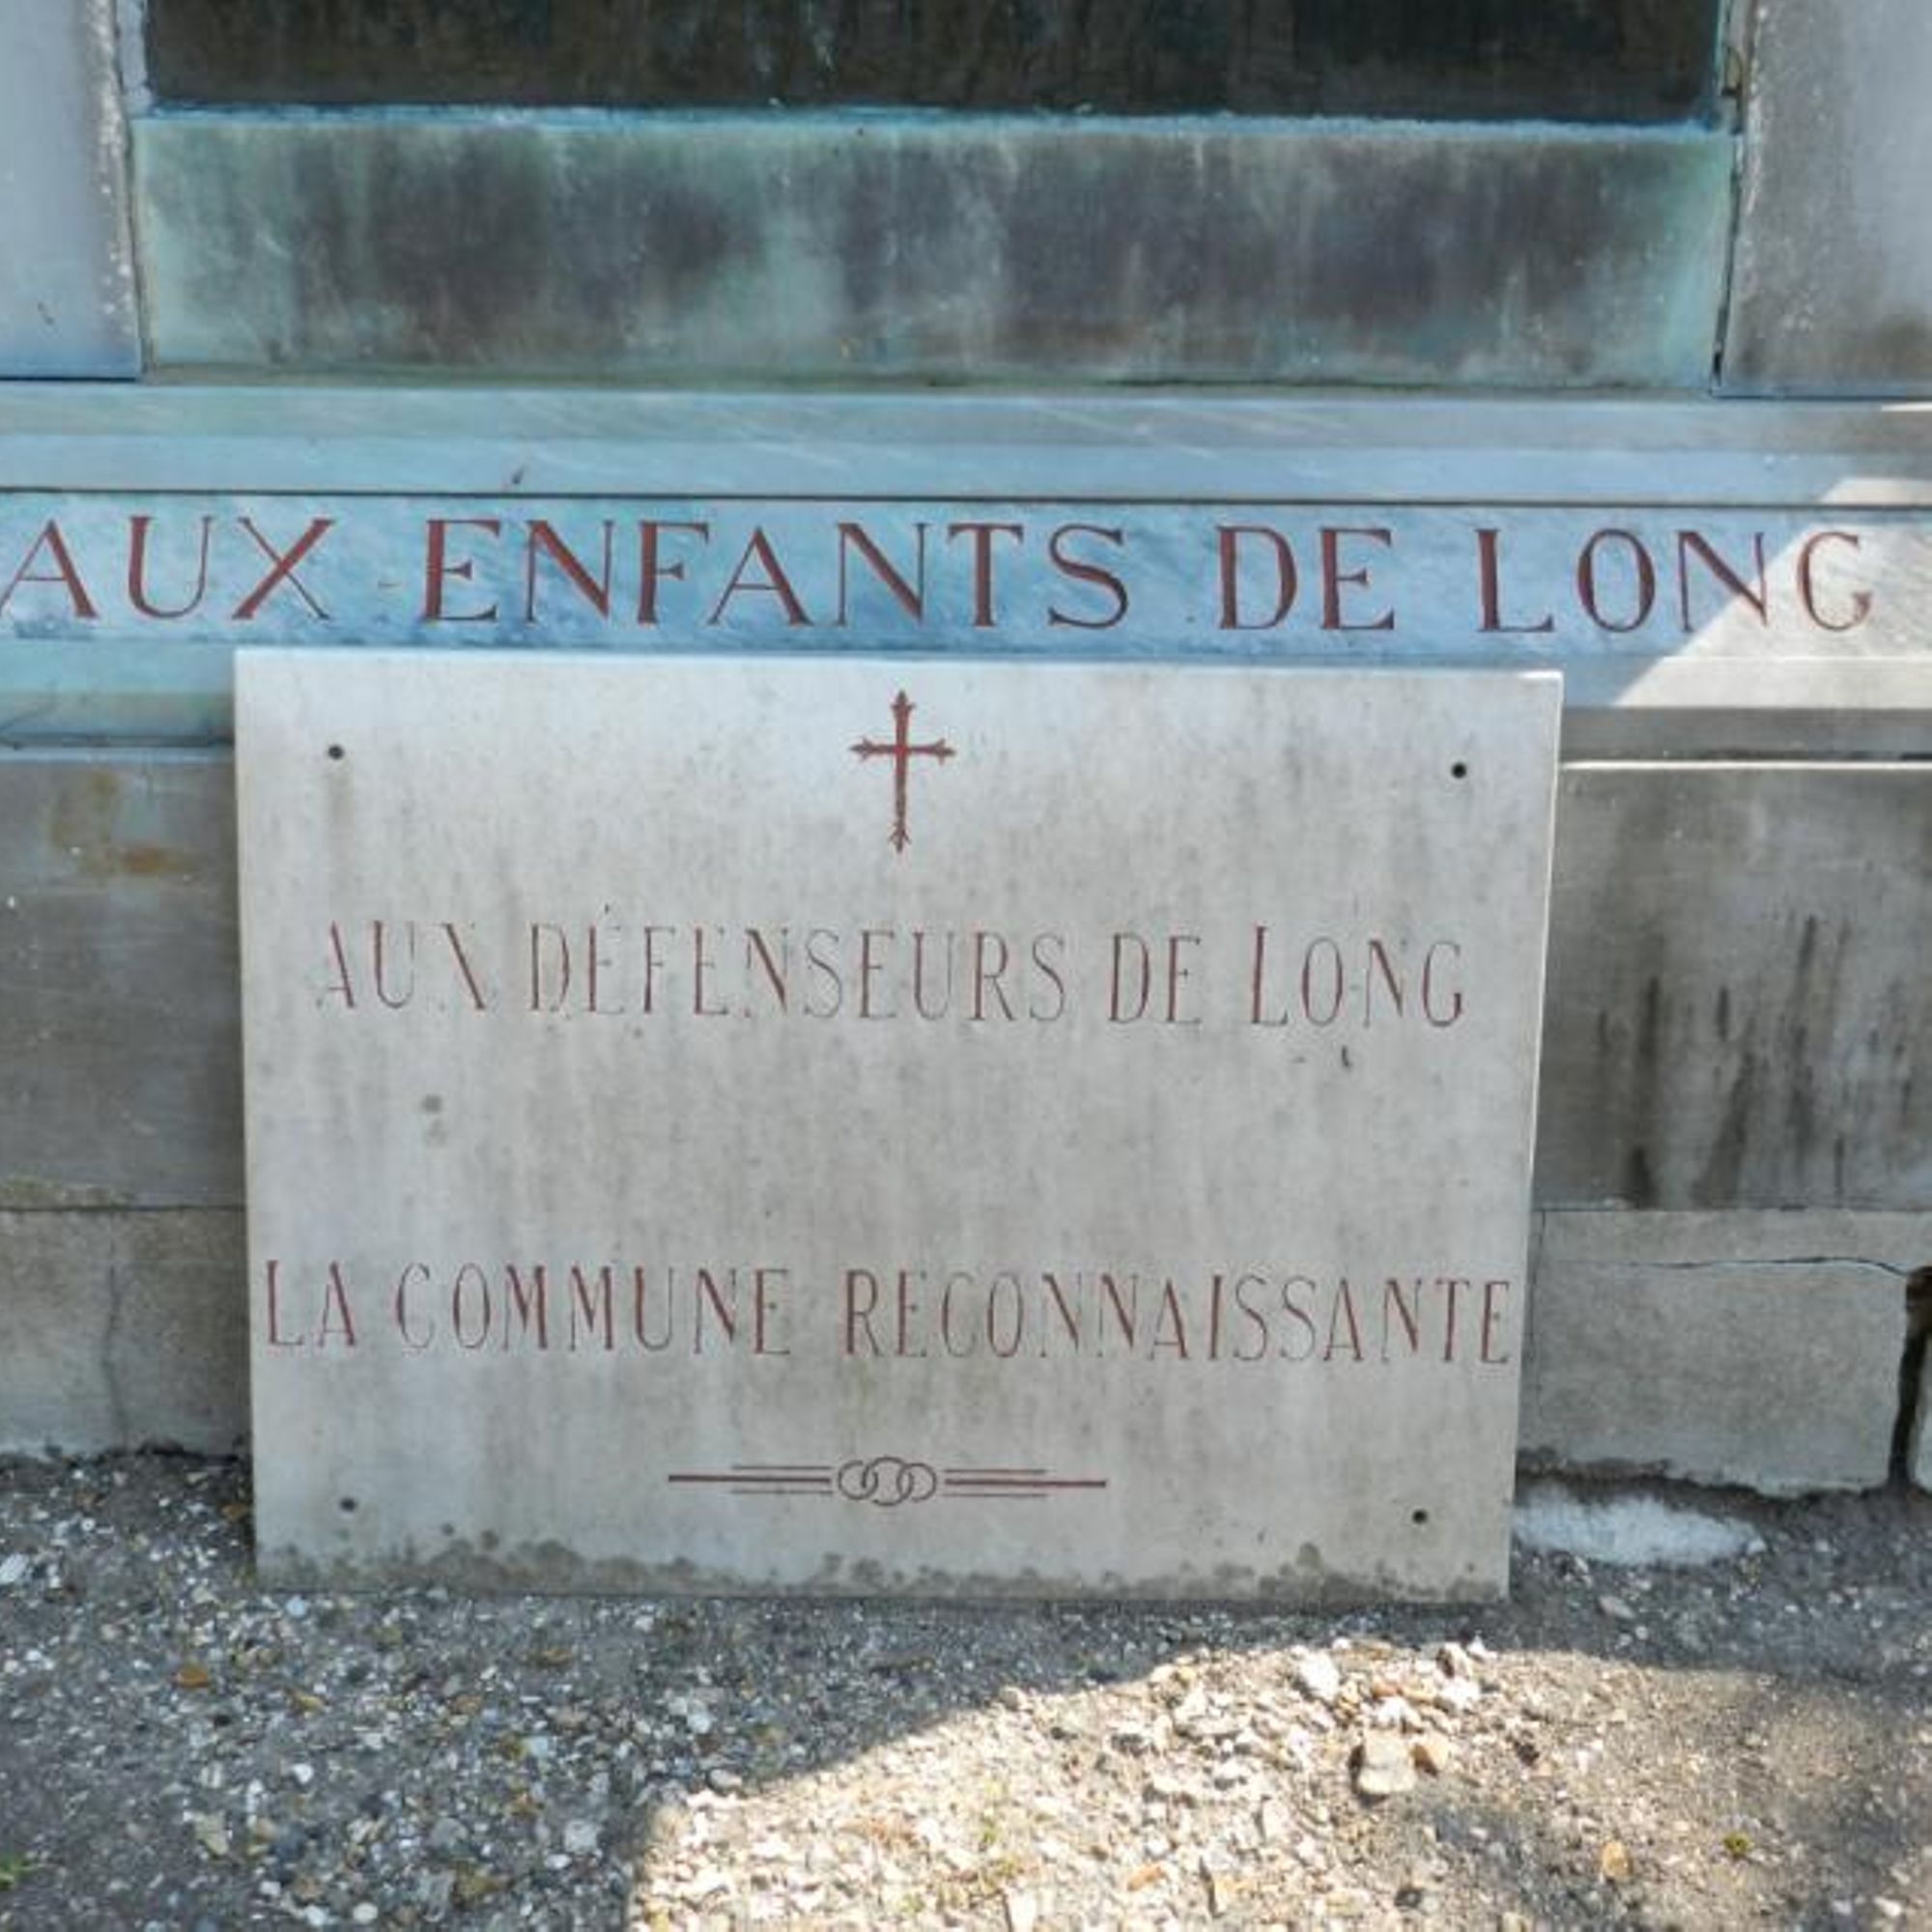 AUX ENFANTS DE LONG
AUX DÉFENSEURS DE LONG
LA COMMUNE RECONNAISSANTE